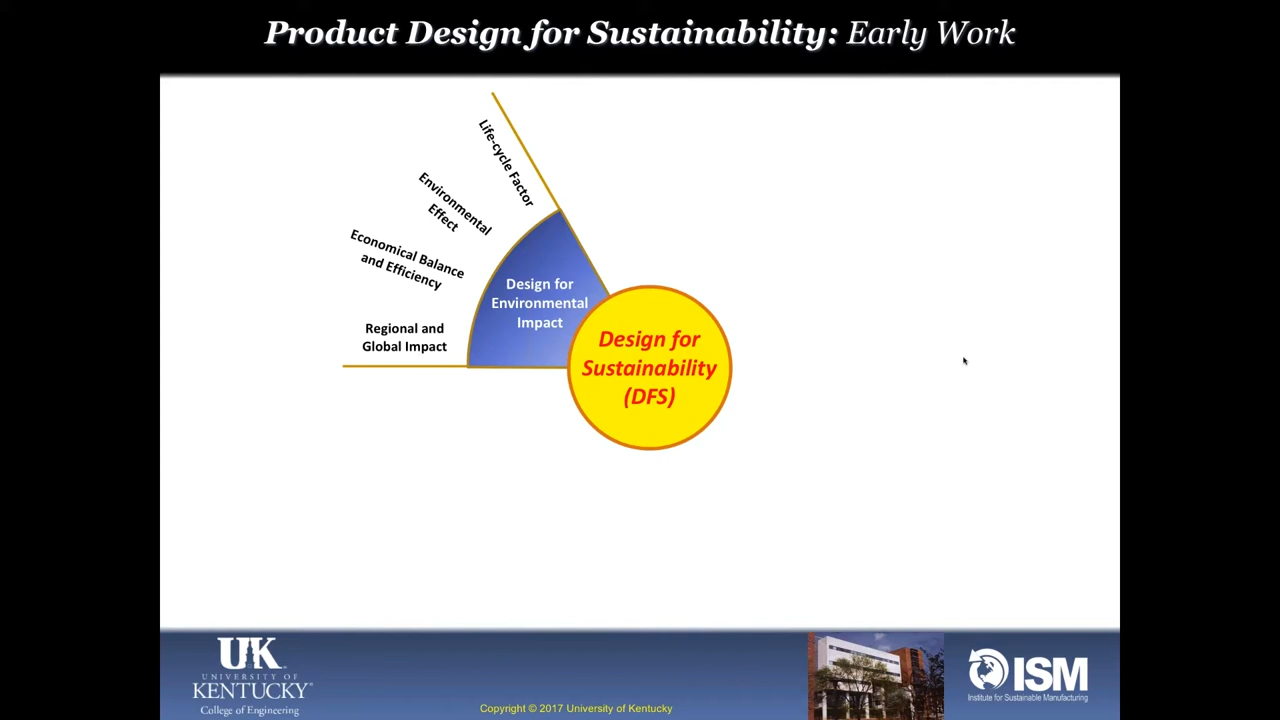 Product Design for Sustainability: Early Work
Life-cycle Factor
Environmental
Effect
Economical Balance
and Efficiency
Regional and
Global Impact
Design for
Environmental
Impact
Design for
Sustainability
(DFS)
UK
UNIVERSITY OF
KENTUCKY®
College of Engineering
Copyright © 2017 University of Kentucky
ISM
Institute for Sustainable Manufacturing